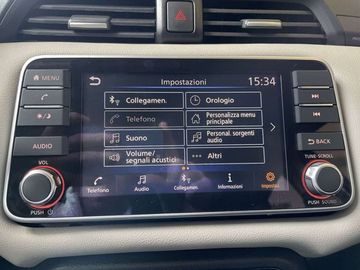 MENU
Impostazioni
15:34
Collegamen.
Orologio
Telefono
Personalizza menu
principale
Suono
Personal. sorgenti
audio
Volume/
segnali acustici
Altri
AUDIO
BACK
VOL
TUNE·SCROLL
Telefono
Audio
Collegamen.
Informazioni
Impostaz.
PUSH
PUSH SOUND